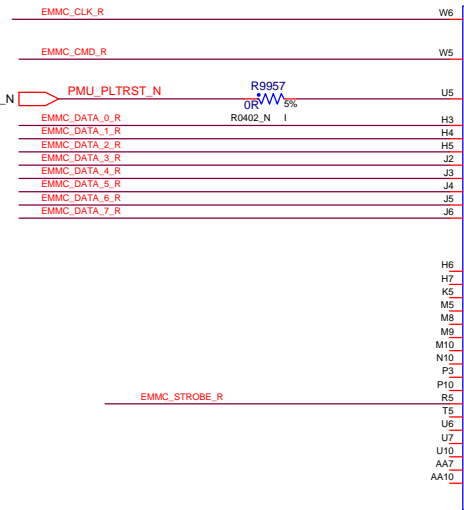 EMMC_CLK_R W6
EMMC_CMD_R W5
_N PMU_PLTRST_N R9957 U5
0R 5%
R0402_N I
EMMC_DATA_0_R H3
EMMC_DATA_1_R H4
EMMC_DATA_2_R H5
EMMC_DATA_3_R J2
EMMC_DATA_4_R J3
EMMC_DATA_5_R J4
EMMC_DATA_6_R J5
EMMC_DATA_7_R J6
H6
H7
K5
M5
M8
M9
M10
N10
P3
P10
EMMC_STROBE_R R5
T5
U6
U7
U10
AA7
AA10